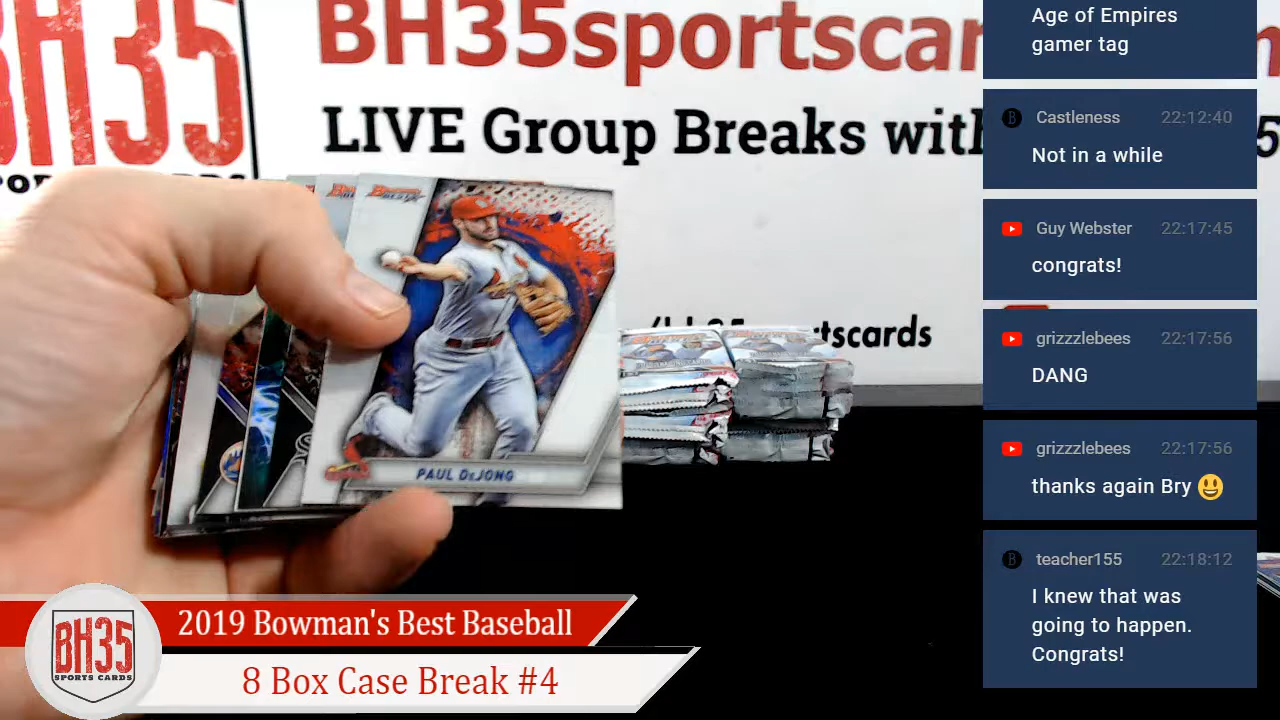 BH35
BH35sportscar
LIVE Group Breaks with
35
tscards
PAUL DeJONG
2019 Bowman's Best Baseball
8 Box Case Break #4
BH35
SPORTS CARDS
Age of Empires
gamer tag
Castleness 22:12:40
Not in a while
Guy Webster 22:17:45
congrats!
grizzzlebees 22:17:56
DANG
grizzzlebees 22:17:56
thanks again Bry 😃
teacher155 22:18:12
I knew that was
going to happen.
Congrats!